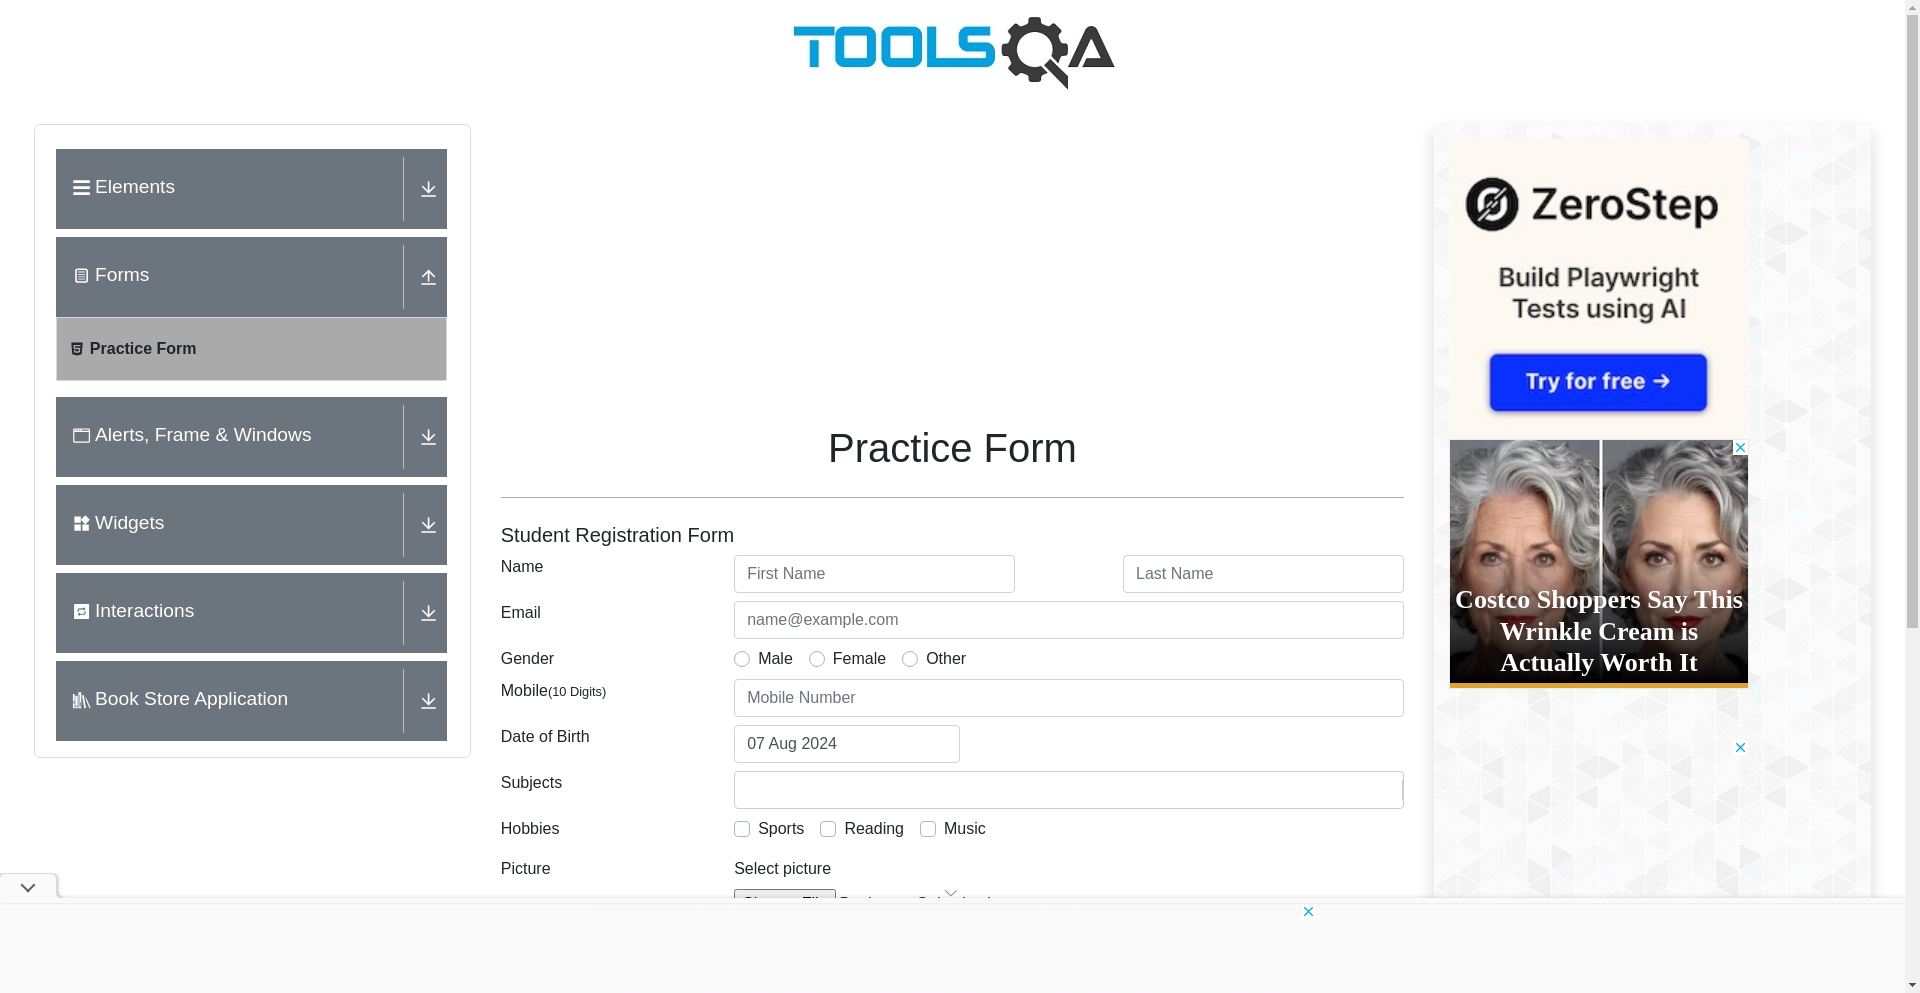 TOOLSQA
Elements
Forms
Practice Form
Alerts, Frame & Windows
Widgets
Interactions
Book Store Application
Practice Form
Student Registration Form
Name
First Name
Last Name
Email
name@example.com
Gender
Male
Female
Other
Mobile(10 Digits)
Mobile Number
Date of Birth
07 Aug 2024
Subjects
Hobbies
Sports
Reading
Music
Picture
Select picture
ZeroStep
Build Playwright
Tests using AI
Try for free →
Costco Shoppers Say This
Wrinkle Cream is
Actually Worth It